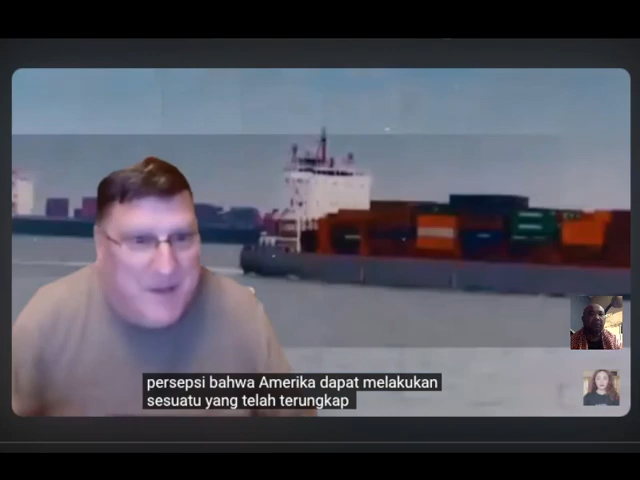 persepsi bahwa Amerika dapat melakukan
sesuatu yang telah terungkap